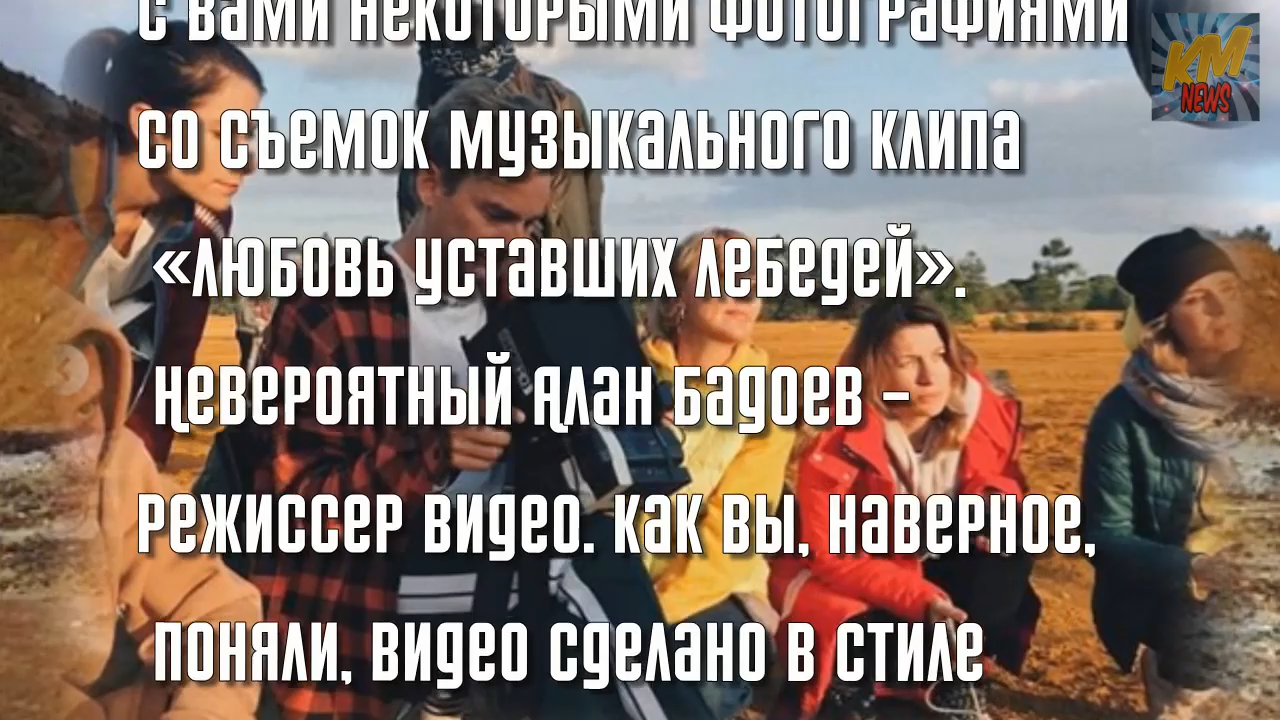 с вами некоторыми фотографиями
со съемок музыкального клипа
«Любовь уставших лебедей».
Невероятный Алан Бадоев –
режиссер видео. Как вы, наверное,
поняли, видео сделано в стиле
KM
NEWS